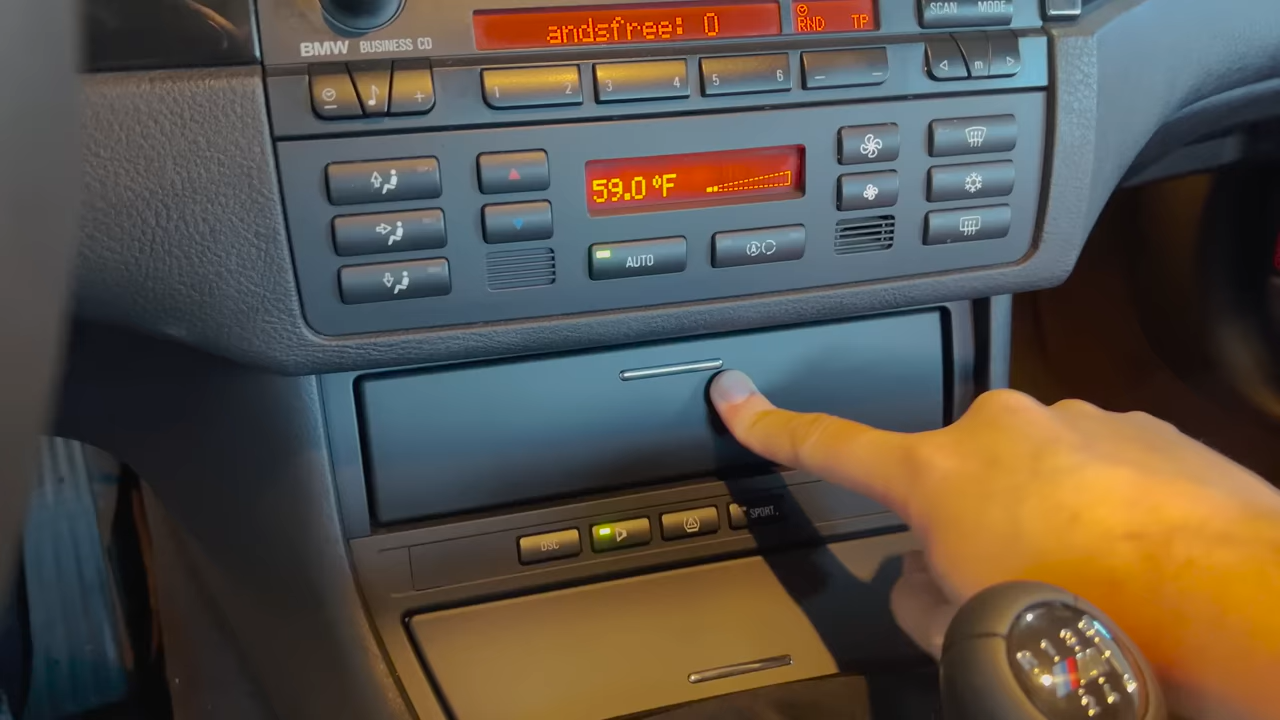 andsfree: 0
RND TP
SCAN MODE
BMW BUSINESS CD
1 2 3 4 5 6
m
59.0 °F
AUTO
A
DSC
SPORT.